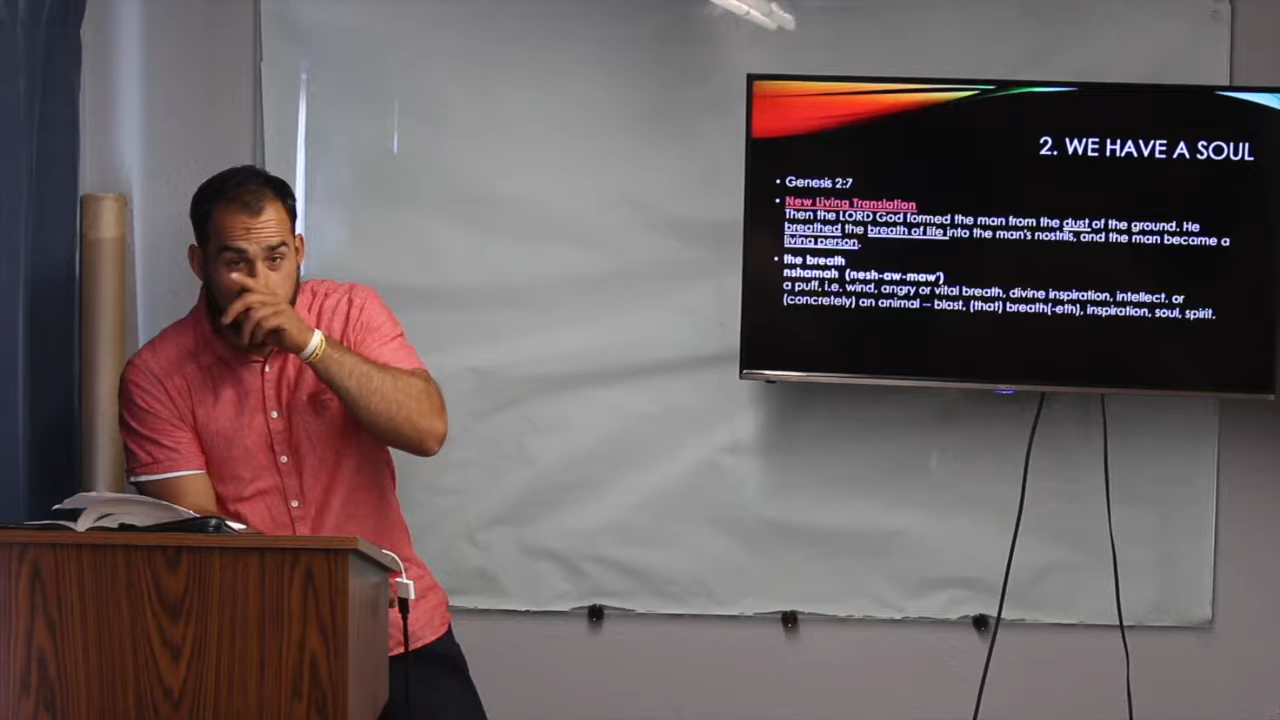 2. WE HAVE A SOUL
• Genesis 2:7
• New Living Translation
Then the LORD God formed the man from the dust of the ground. He
breathed the breath of life into the man's nostrils, and the man became a
living person.
• the breath
nshamah (nesh-aw-maw')
a puff, i.e. wind, angry or vital breath, divine inspiration, intellect. or
(concretely) an animal -- blast, (that) breath(-eth), inspiration, soul, spirit.